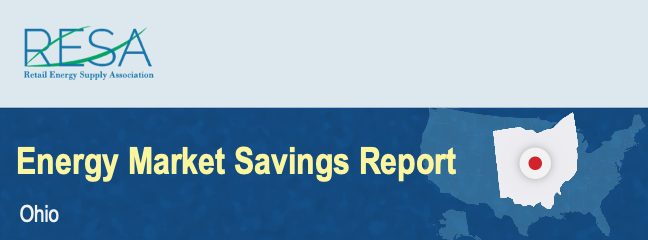 RESA
Retail Energy Supply Association
Energy Market Savings Report
Ohio